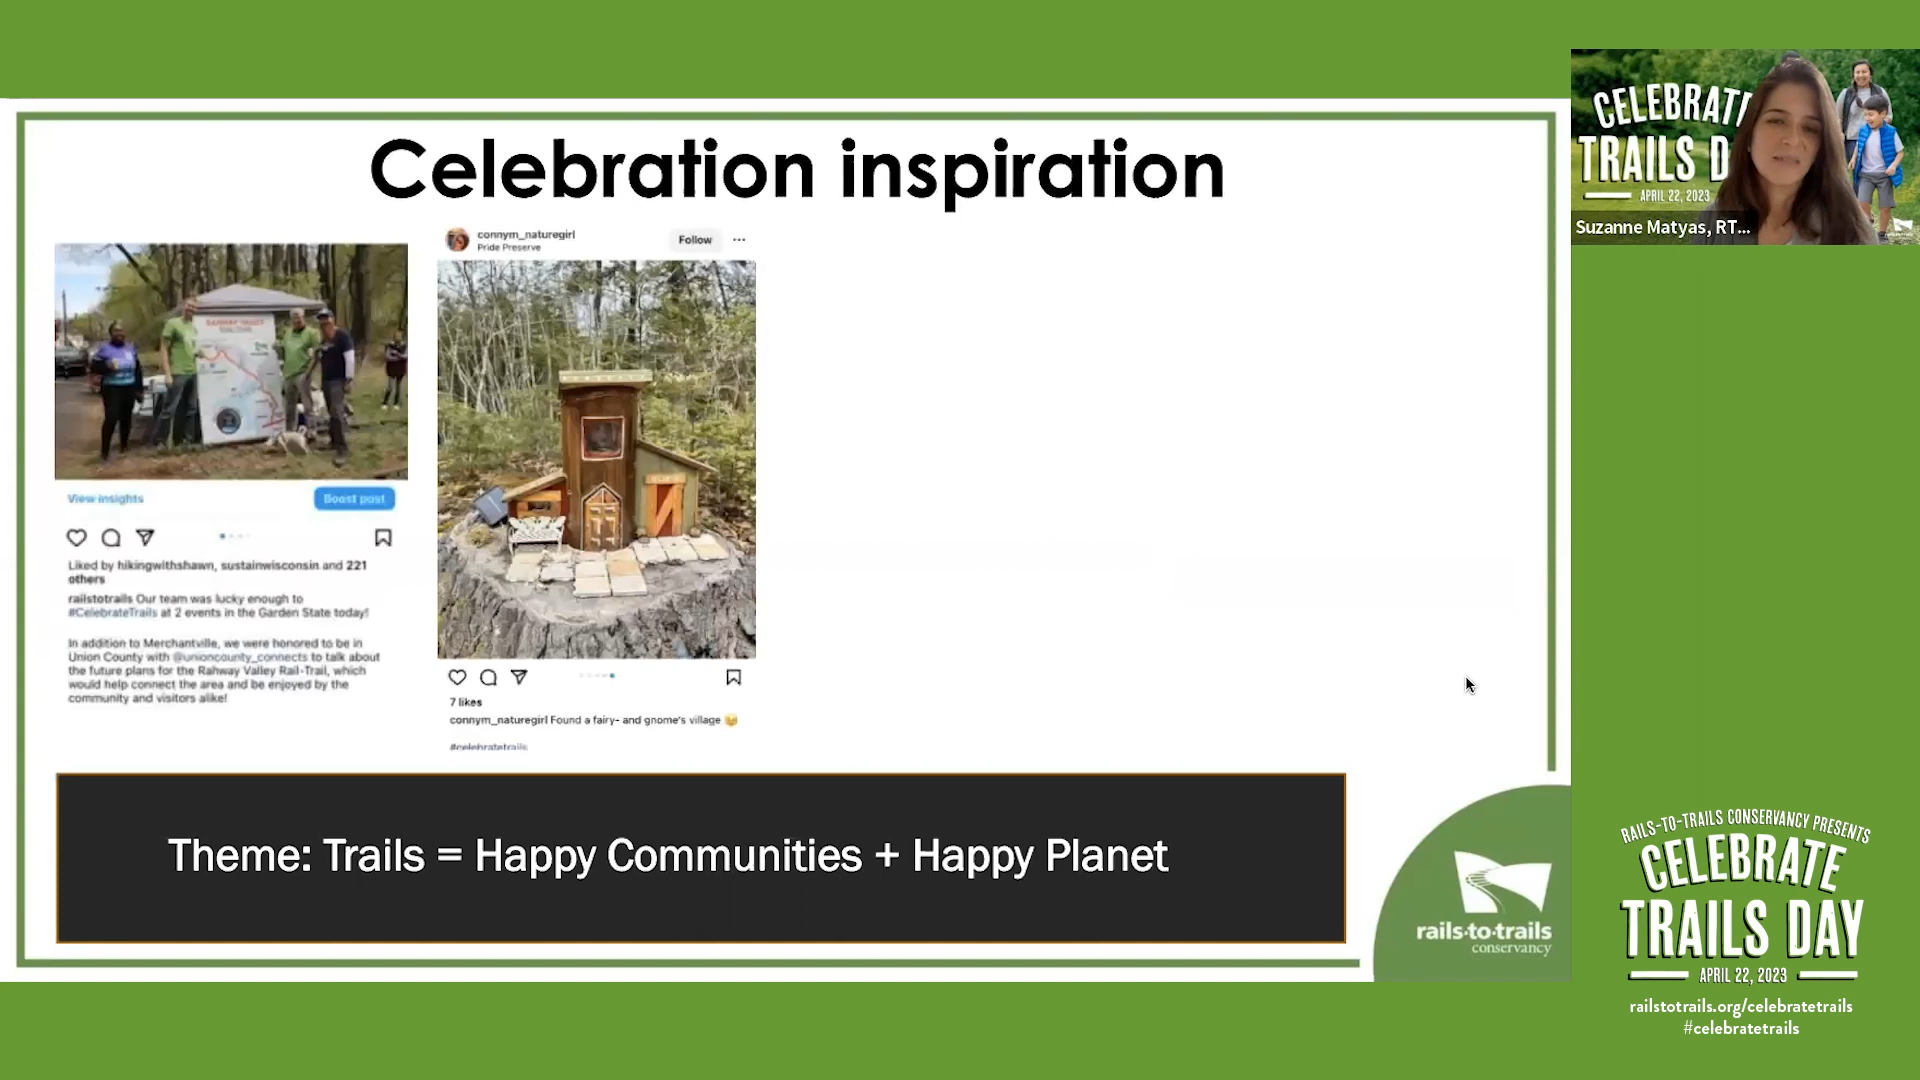 Celebration inspiration
View insights
Boost post
Liked by hikingwithshawn, sustainwisconsin and 221
others
railstotrails Our team was lucky enough to
#CelebrateTrails at 2 events in the Garden State today!
In addition to Merchantville, we were honored to be in
Union County with @unioncounty_connects to talk about
the future plans for the Rahway Valley Rail-Trail, which
would help connect the area and be enjoyed by the
community and visitors alike!
connym_naturegirl
Pride Preserve
Follow
7 likes
connym_naturegirl Found a fairy- and gnome's village
#celebratetrails
Theme: Trails = Happy Communities + Happy Planet
rails-to-trails
conservancy
CELEBRAT
TRAILS D
APRIL 22, 2023
Suzanne Matyas, RT...
RAILS-TO-TRAILS CONSERVANCY PRESENTS
CELEBRATE
TRAILS DAY
APRIL 22, 2023
railstotrails.org/celebratetrails
#celebratetrails